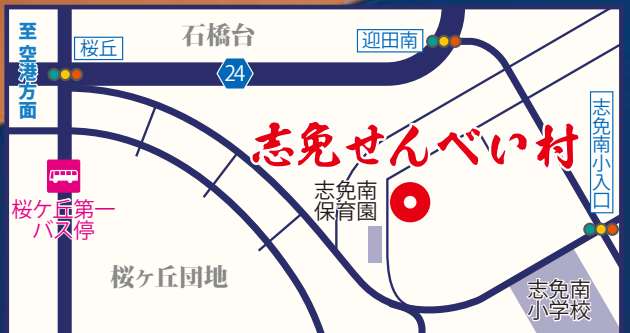 至 空港方面
桜丘
石橋台
24
迎田南
志免せんべい村
志免南小入口
志免南
保育園
桜ケ丘第一
バス停
桜ヶ丘団地
志免南
小学校